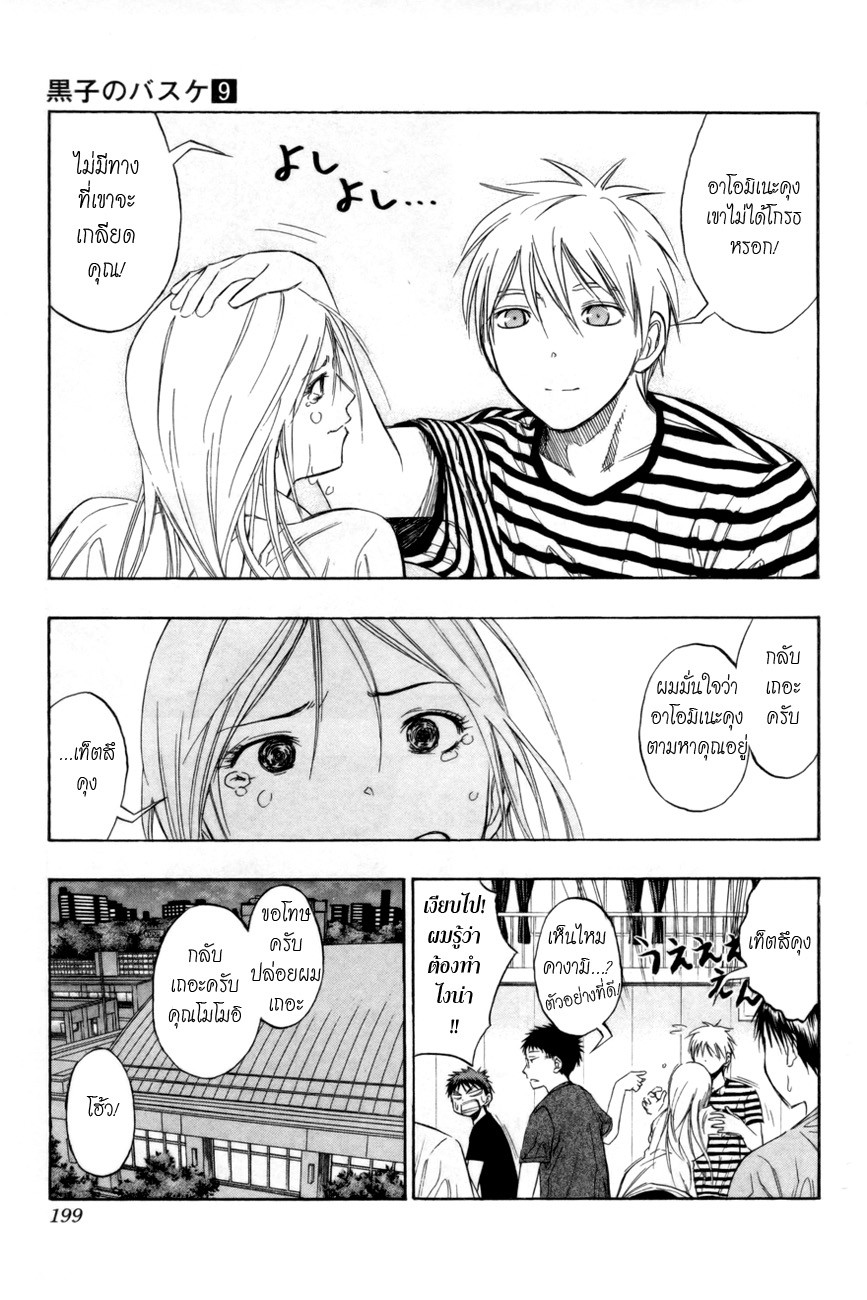 黒子のバスケ 9
อาโอมิเนะคุง
เขาไม่ได้โกรธ
หรอก!
よし
よし...
ไม่มีทาง
ที่เขาจะ
เกลียด
คุณ!
กลับ
เถอะ
ครับ
ผมมั่นใจว่า
อาโอมิเนะคุง
ตามหาคุณอยู่
...เท็ตสึ
คุง
เท็ตสึคุง
うえええ
えん
เห็นไหม
คางามิ...?
ตัวอย่างที่ดี!
เงียบไป!
ผมรู้ว่า
ต้องทำ
ไงน่า
!!
ขอโทษ
ครับ
ปล่อยผม
เถอะ
กลับ
เถอะครับ
คุณโมโมอิ
โฮ้ว!
199